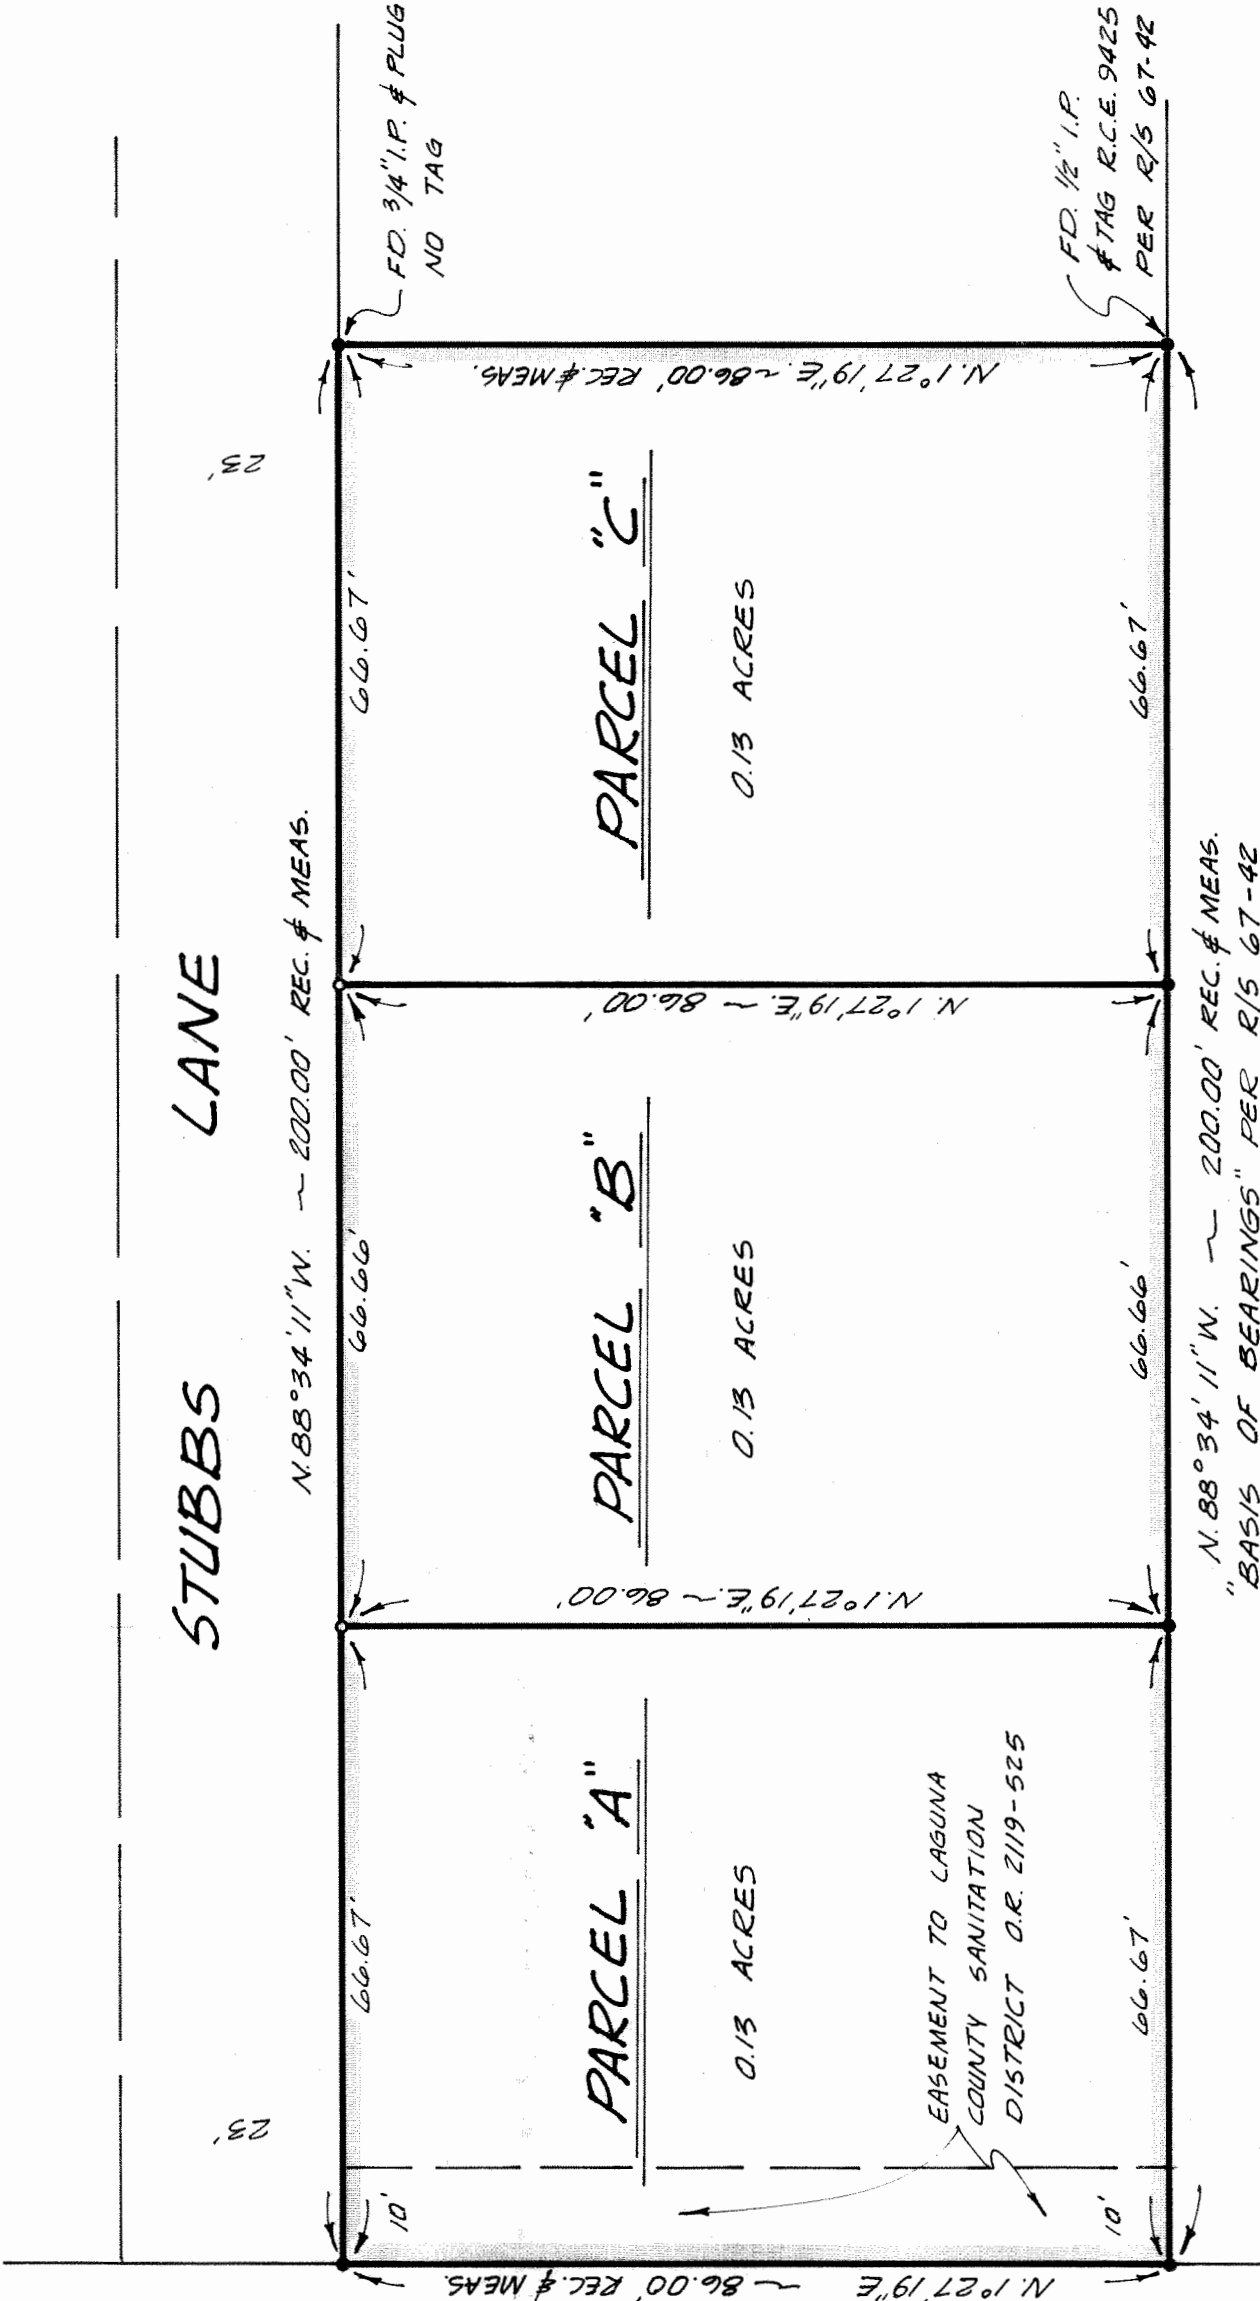 STUBBS LANE
23'
23'
N. 88° 34' 11" W. ~ 200.00' REC. & MEAS.
66.67'
66.66'
66.67'
FD. 3/4" I.P. & PLUG
NO TAG
10'
PARCEL "A"
0.13 ACRES
PARCEL "B"
0.13 ACRES
PARCEL "C"
0.13 ACRES
N. 1° 27' 19" E ~ 86.00' REC. & MEAS.
N. 1° 27' 19" E. ~ 86.00'
N. 1° 27' 19" E. ~ 86.00'
N. 1° 27' 19" E. ~ 86.00' REC. & MEAS.
EASEMENT TO LAGUNA
COUNTY SANITATION
DISTRICT O.R. 2119-525
10'
66.67'
66.66'
66.67'
FD. 1/2" I.P.
& TAG R.C.E. 9425
PER R/S 67-42
N. 88° 34' 11" W. ~ 200.00' REC. & MEAS.
"BASIS OF BEARINGS" PER R/S 67-42